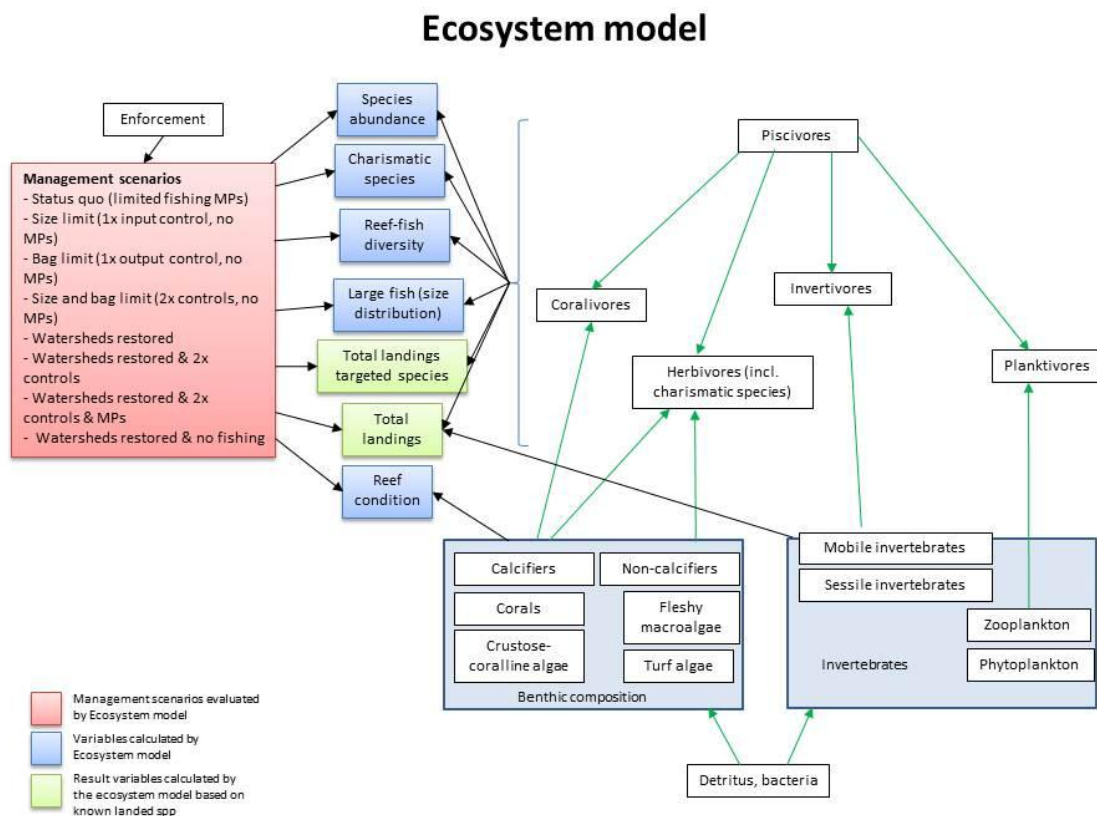 Ecosystem model
Enforcement
Management scenarios
- Status quo (limited fishing MPs)
- Size limit (1x input control, no
MPs)
- Bag limit (1x output control, no
MPs)
- Size and bag limit (2x controls, no
MPs)
- Watersheds restored
- Watersheds restored & 2x
controls
- Watersheds restored & 2x
controls & MPs
- Watersheds restored & no fishing
Species
abundance
Charismatic
species
Reef-fish
diversity
Large fish (size
distribution)
Total landings
targeted species
Total
landings
Reef
condition
Piscivores
Coralivores
Invertivores
Herbivores (incl.
charismatic species)
Planktivores
Calcifiers
Non-calcifiers
Corals
Fleshy
macroalgae
Crustose-
coralline algae
Turf algae
Benthic composition
Mobile invertebrates
Sessile invertebrates
Zooplankton
Invertebrates
Phytoplankton
Detritus, bacteria
Management scenarios evaluated
by Ecosystem model
Variables calculated by
Ecosystem model
Result variables calculated by
the ecosystem model based on
known landed spp